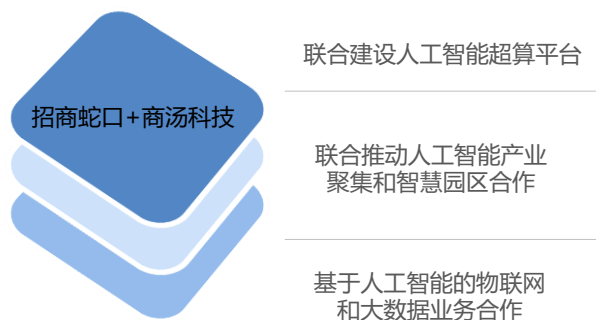 招商蛇口+商汤科技
联合建设人工智能超算平台
联合推动人工智能产业
聚集和智慧园区合作
基于人工智能的物联网
和大数据业务合作